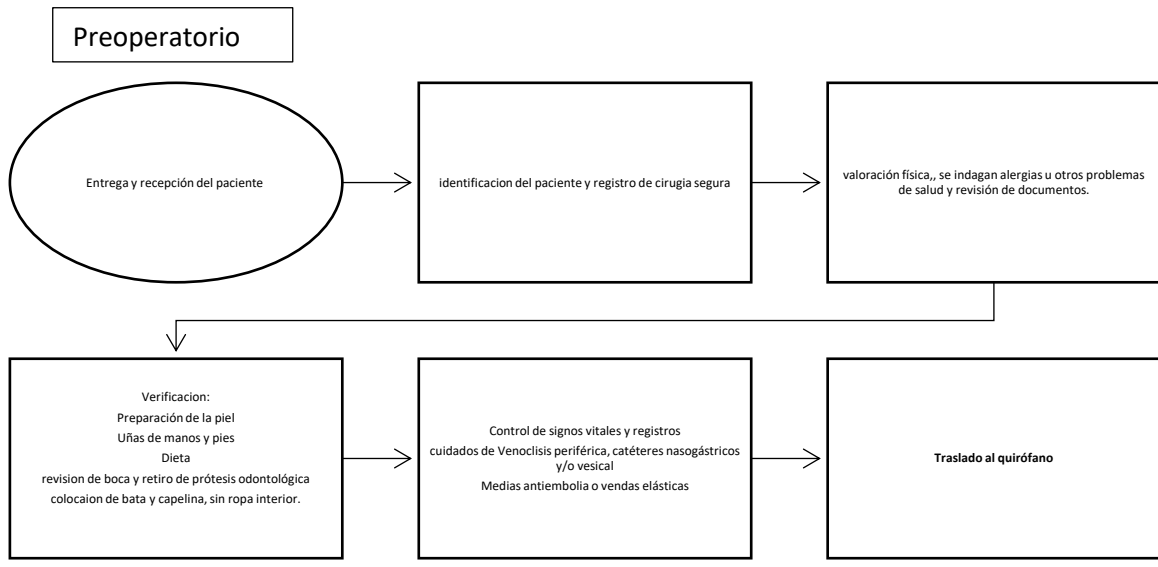 Preoperatorio
Entrega y recepción del paciente
identificacion del paciente y registro de cirugia segura
valoración física,, se indagan alergias u otros problemas
de salud y revisión de documentos.
Verificacion:
Preparación de la piel
Uñas de manos y pies
Dieta
revision de boca y retiro de prótesis odontológica
colocaion de bata y capelina, sin ropa interior.
Control de signos vitales y registros
cuidados de Venoclisis periférica, catéteres nasogástricos
y/o vesical
Medias antiembolia o vendas elásticas
Traslado al quirófano